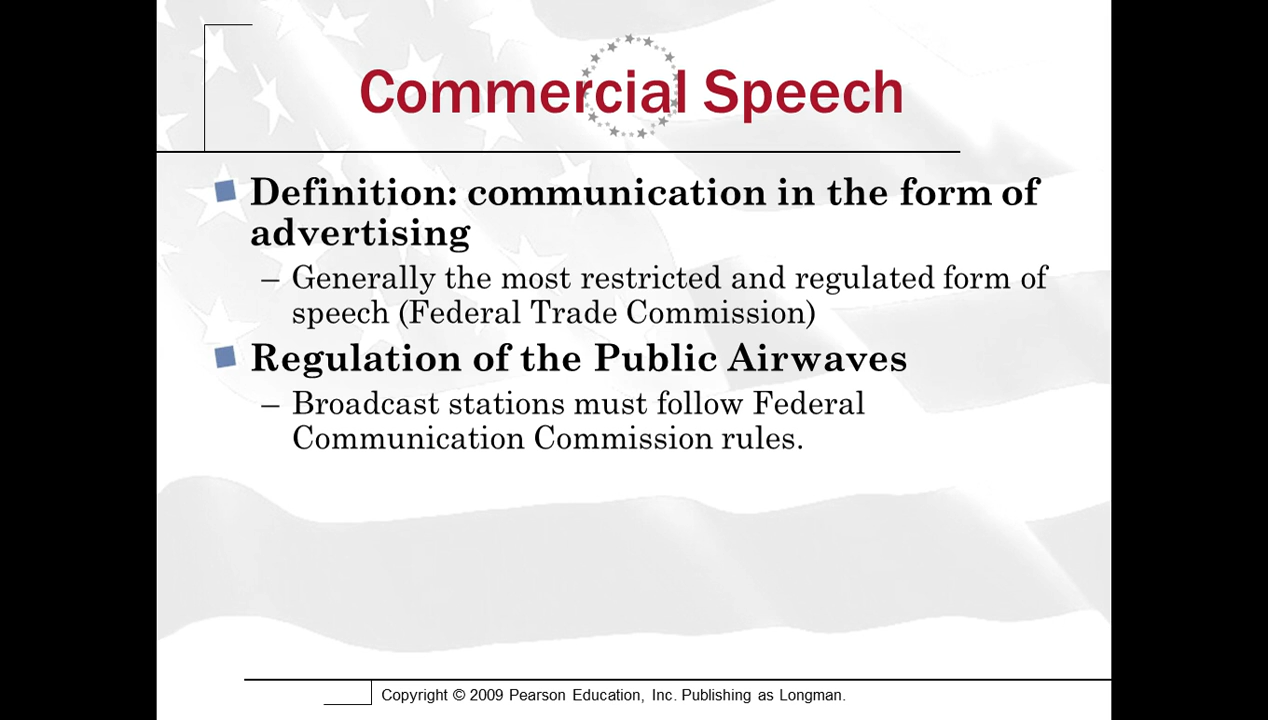 Commercial Speech
Definition: communication in the form of
advertising
– Generally the most restricted and regulated form of
speech (Federal Trade Commission)
Regulation of the Public Airwaves
– Broadcast stations must follow Federal
Communication Commission rules.
Copyright © 2009 Pearson Education, Inc. Publishing as Longman.